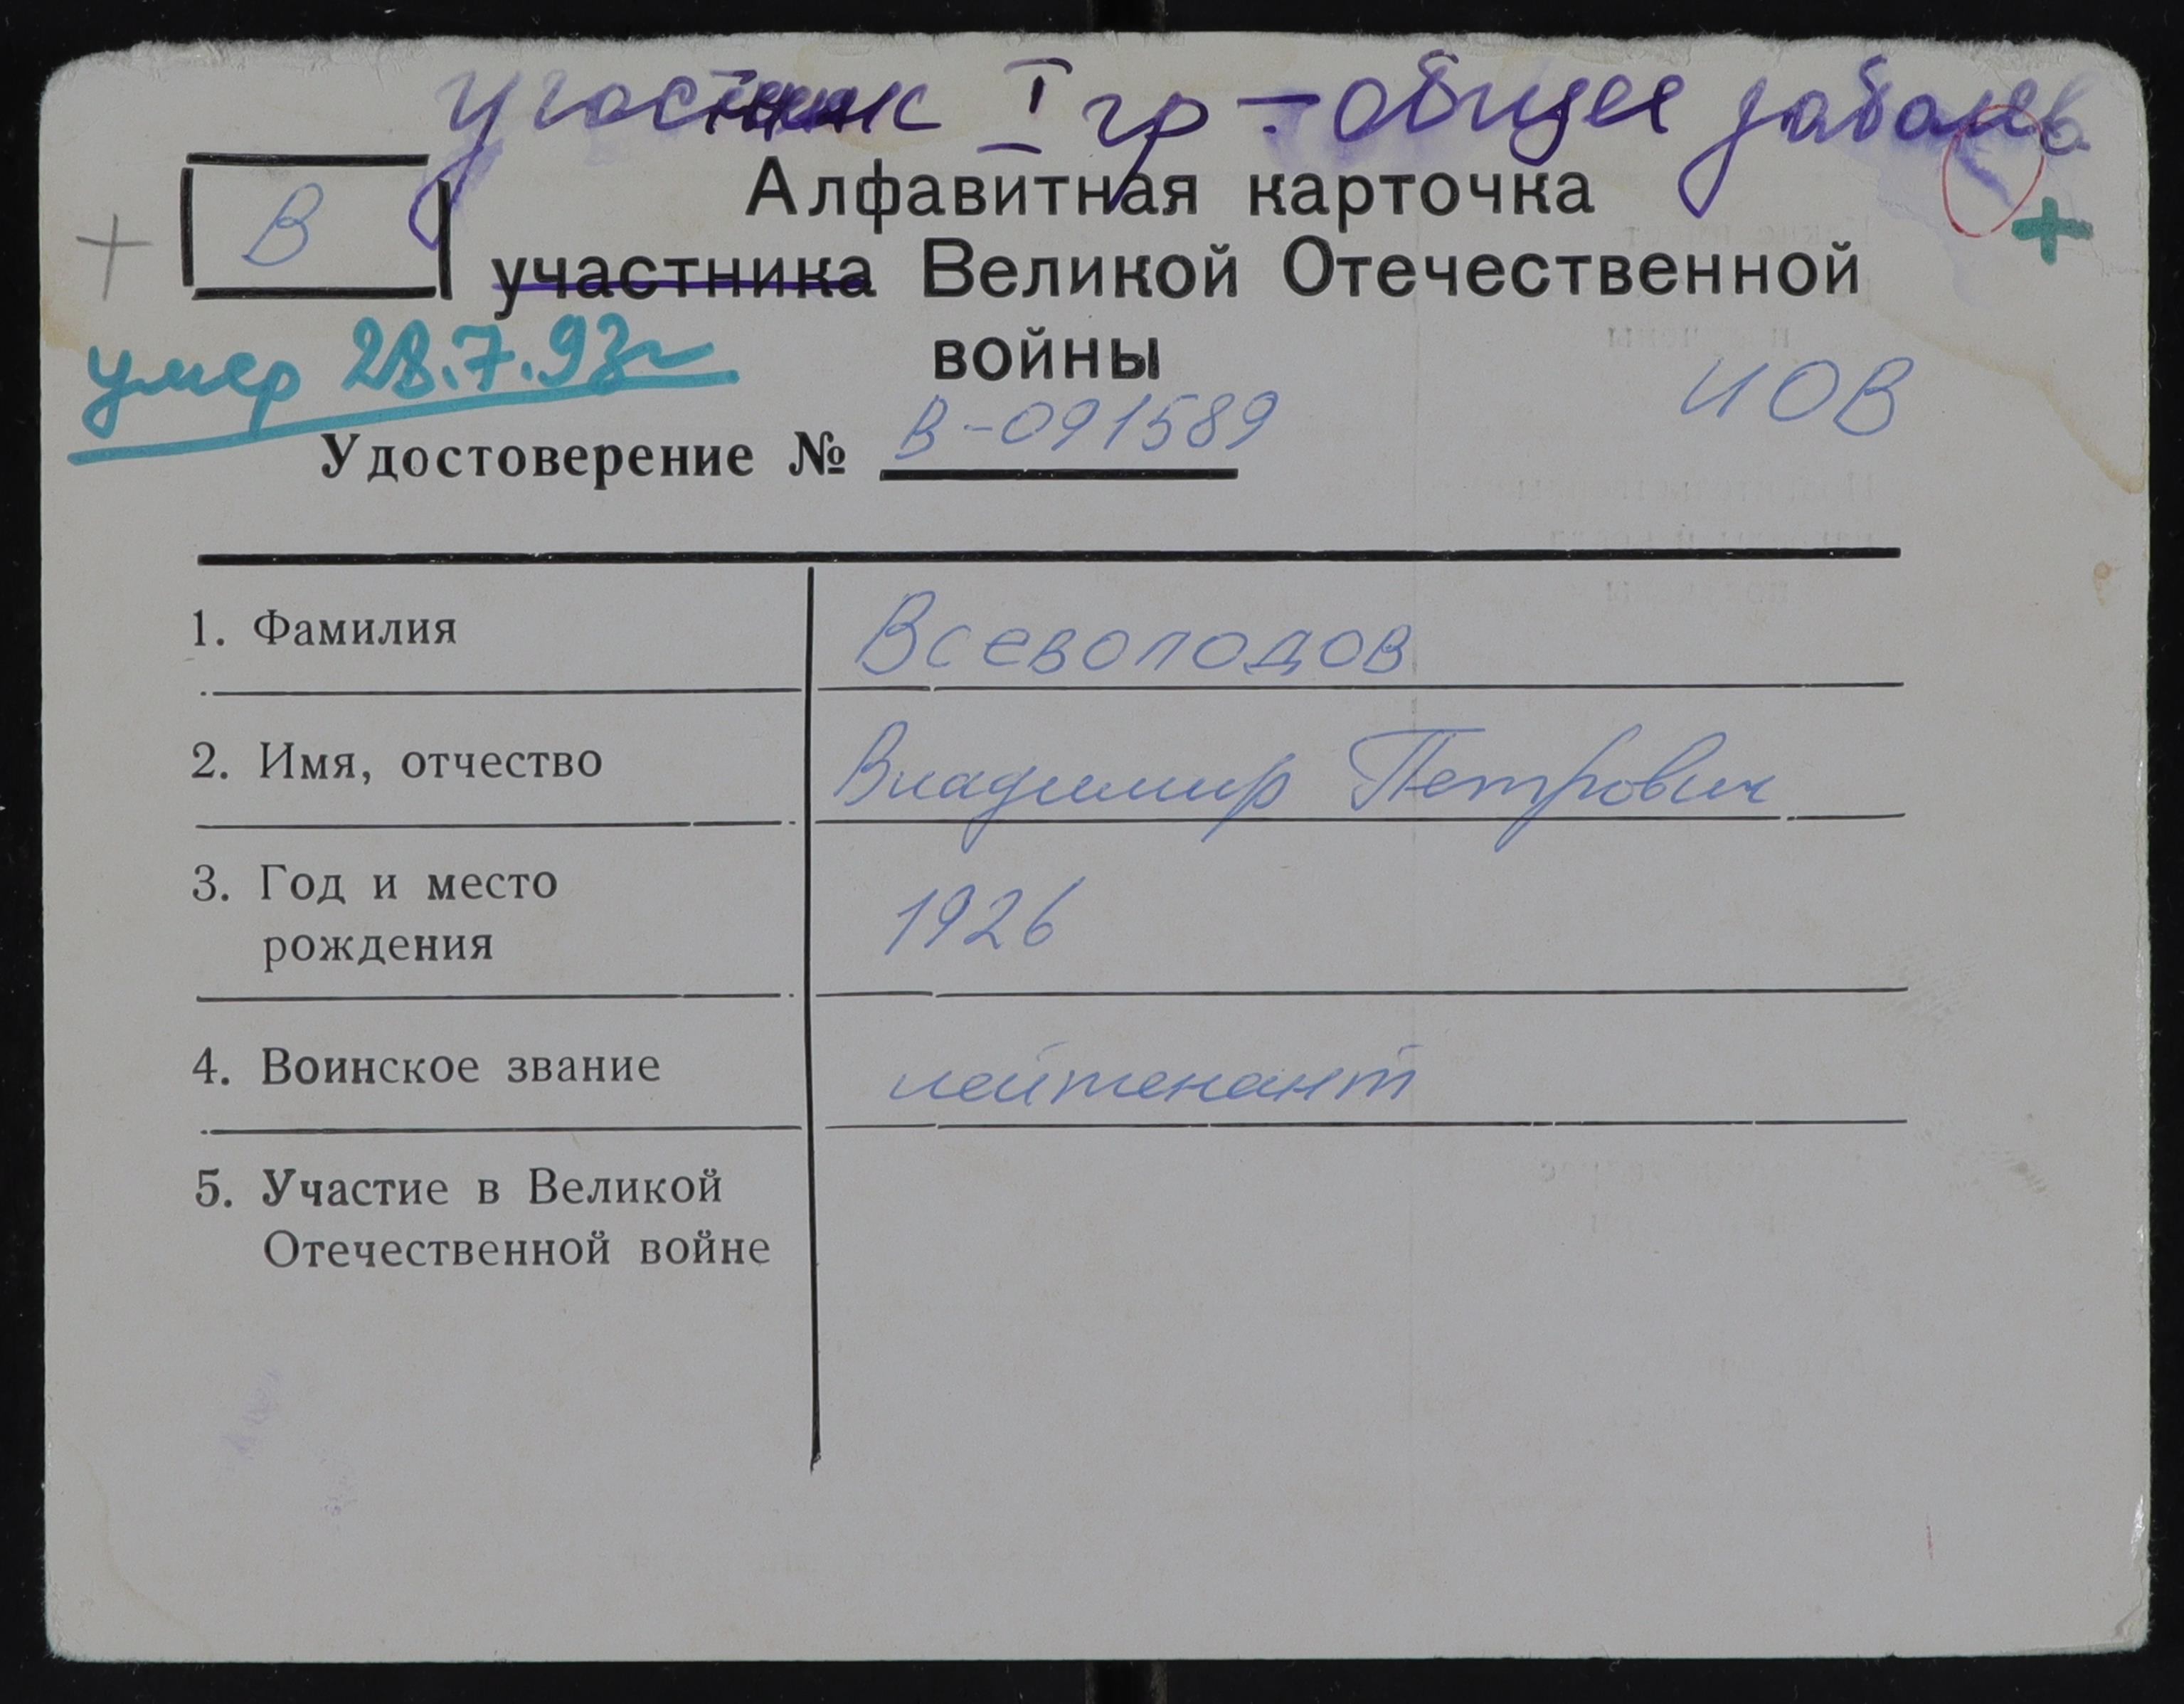 участник I гр - общее заболев.
В
Алфавитная карточка
участника Великой Отечественной
войны
умер 28.7.93г
ИОВ
Удостоверение № В-091589
1. Фамилия Всеволодов
2. Имя, отчество Владимир Петрович
3. Год и место
рождения 1926
4. Воинское звание лейтенант
5. Участие в Великой
Отечественной войне